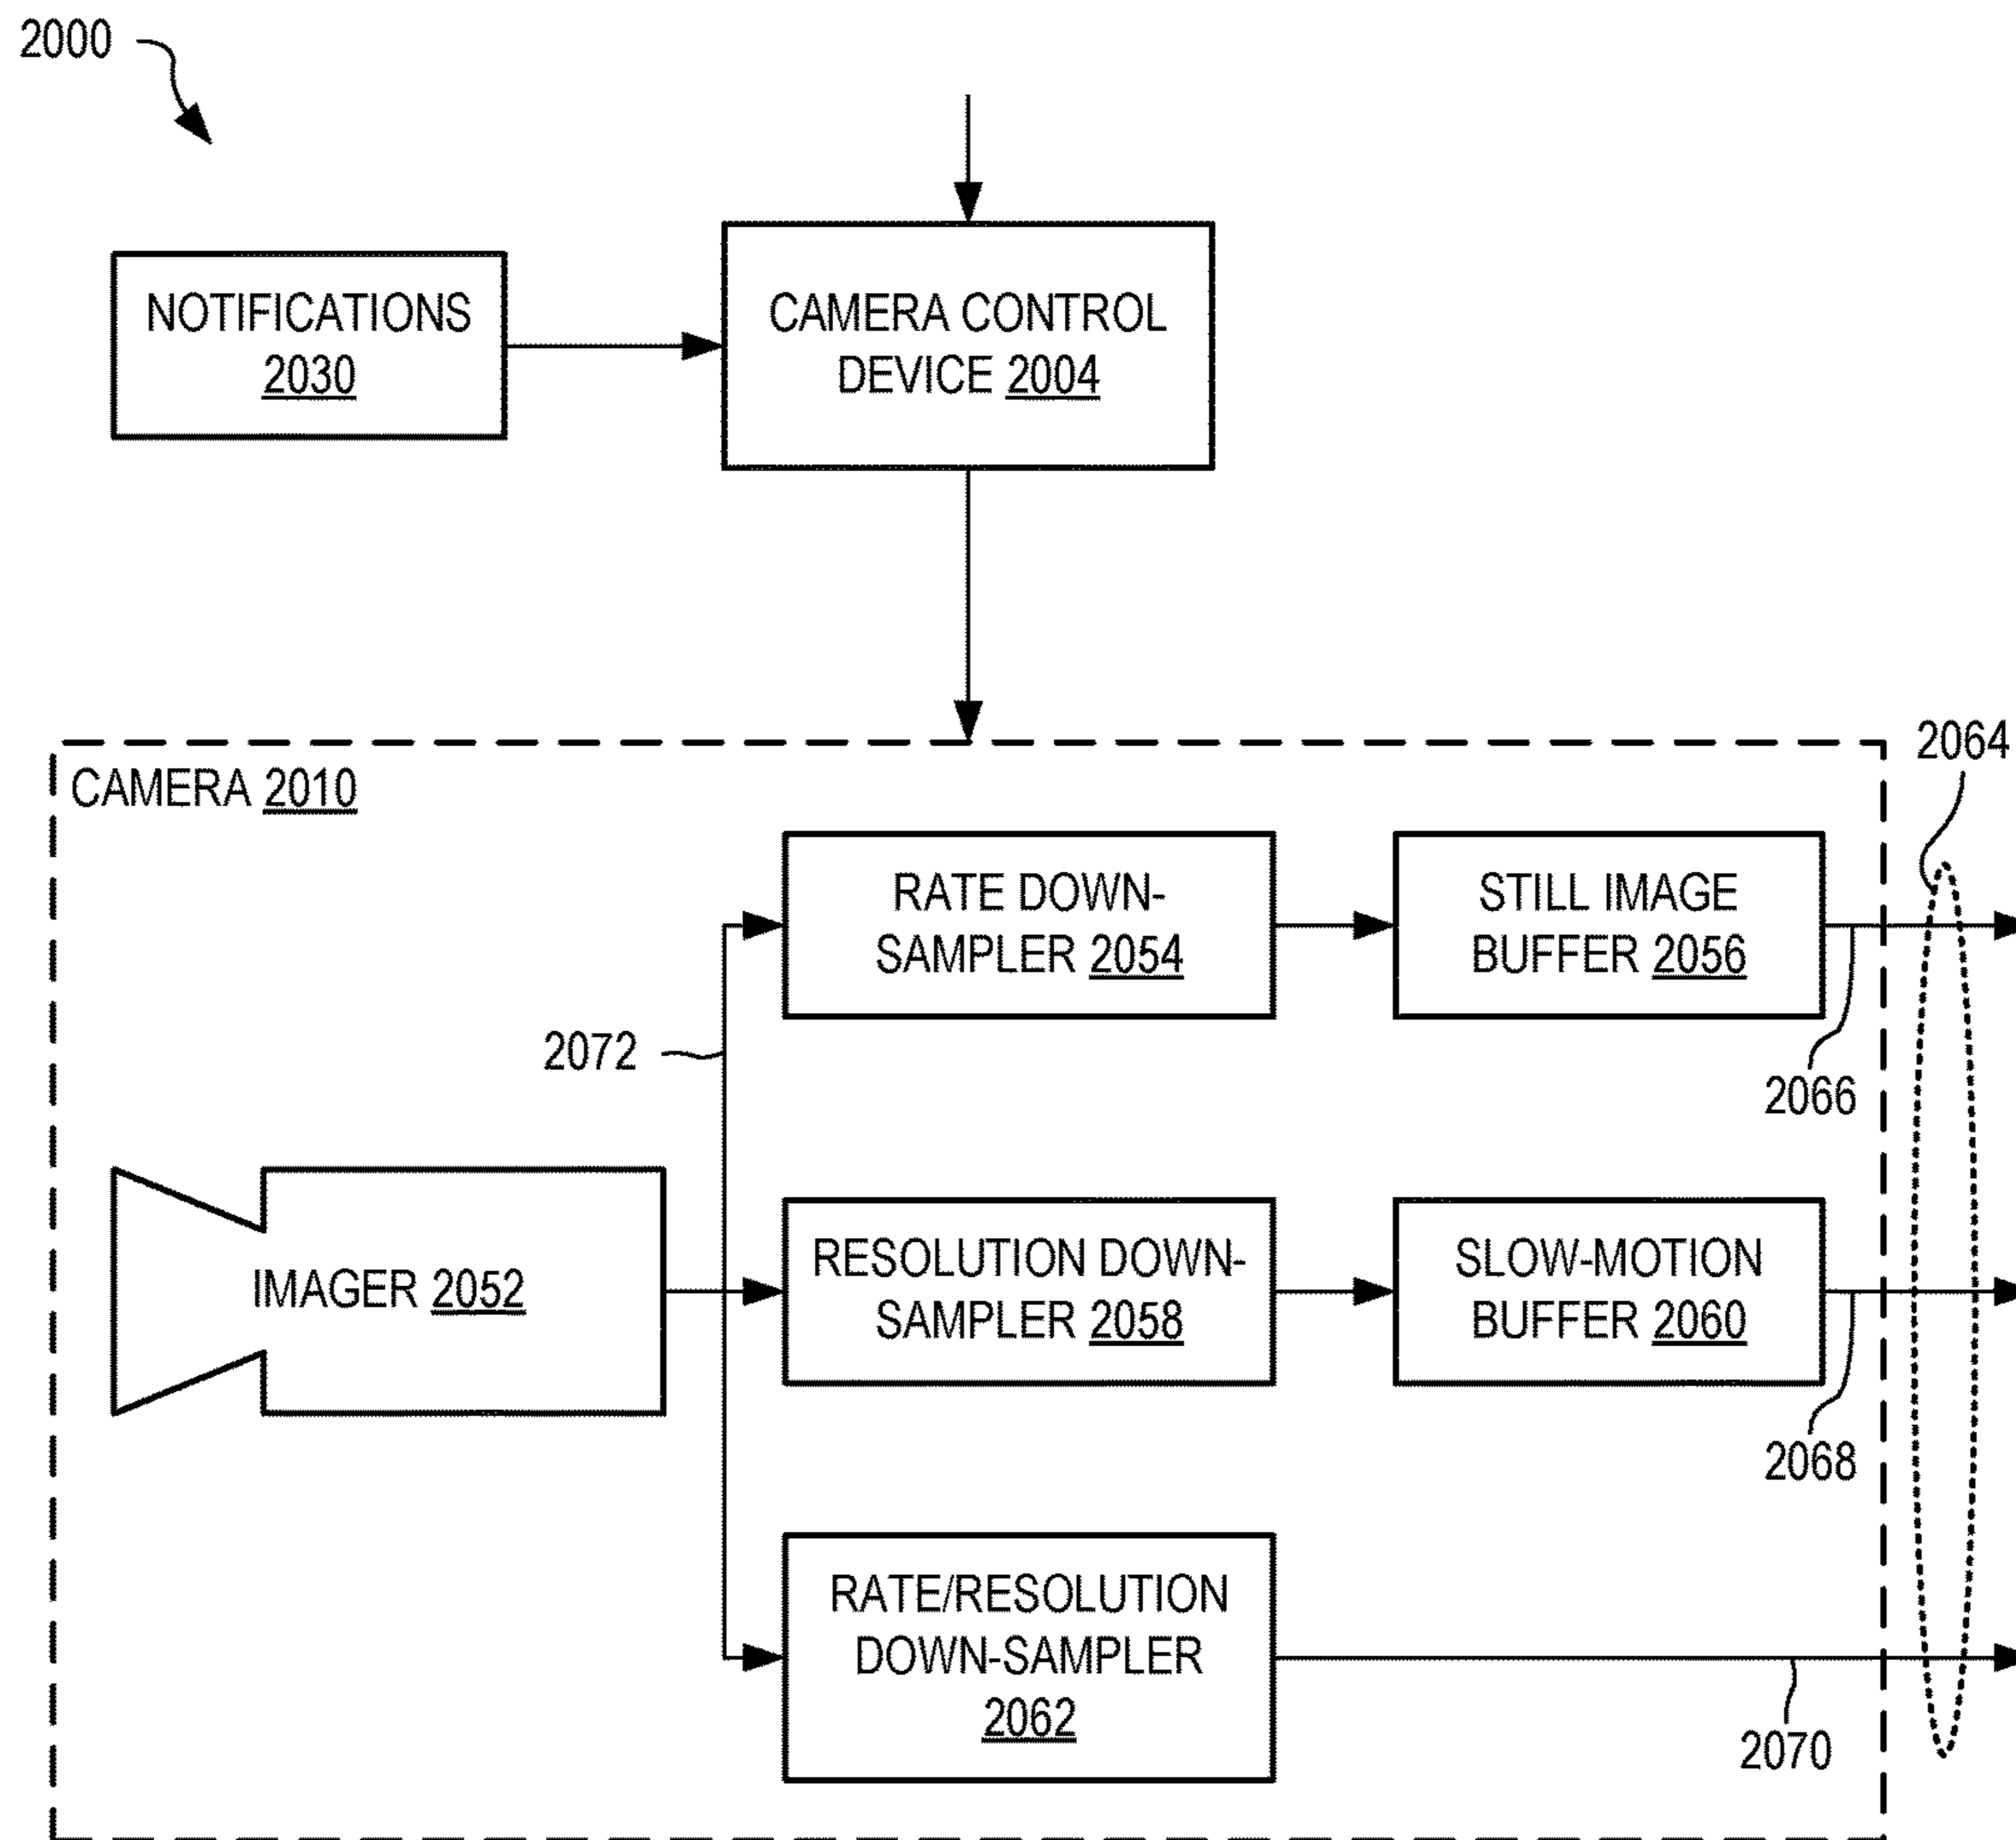 2000
NOTIFICATIONS
2030
CAMERA CONTROL
DEVICE 2004
2064
CAMERA 2010
RATE DOWN-
SAMPLER 2054
STILL IMAGE
BUFFER 2056
2072
2066
IMAGER 2052
RESOLUTION DOWN-
SAMPLER 2058
SLOW-MOTION
BUFFER 2060
2068
RATE/RESOLUTION
DOWN-SAMPLER
2062
2070